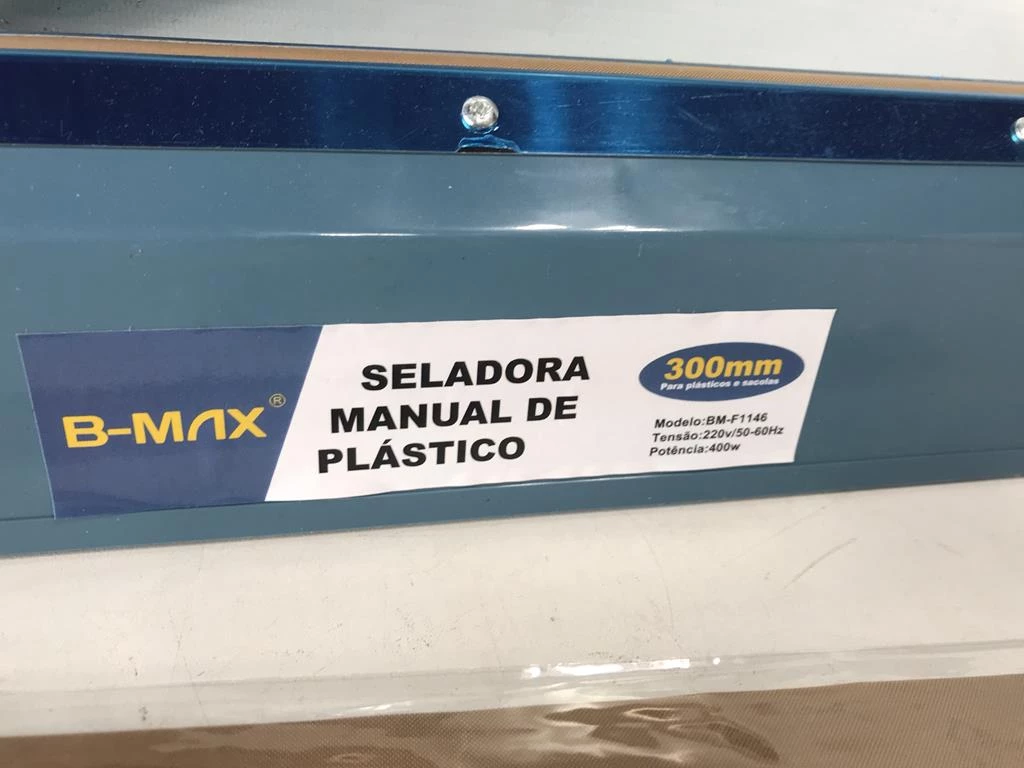 B-MAX®
SELADORA
MANUAL DE
PLÁSTICO
300mm
Para plásticos e sacolas
Modelo:BM-F1146
Tensão:220v/50-60Hz
Potência:400w